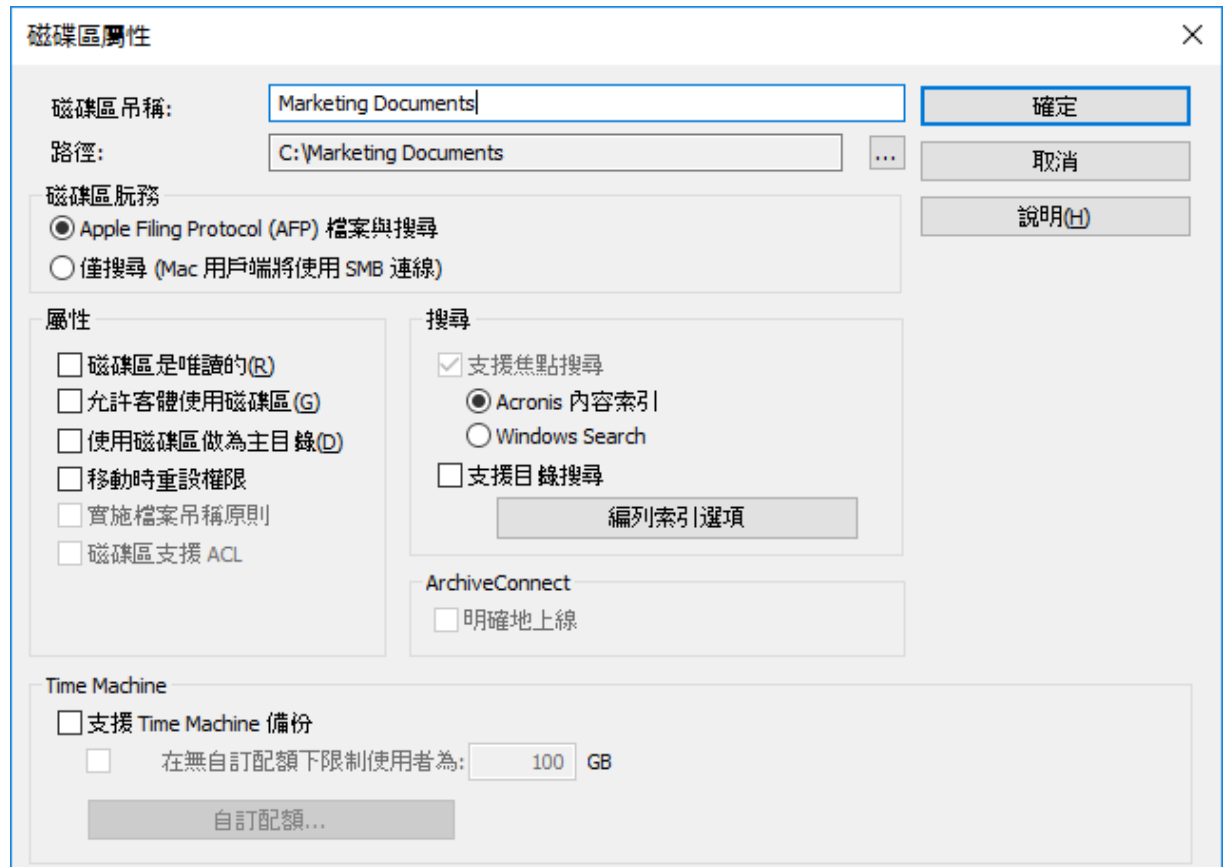 磁碟區屬性
磁碟區名稱:
Marketing Documents
確定
路徑:
C:\Marketing Documents
...
取消
磁碟區服務
說明(H)
Apple Filing Protocol (AFP) 檔案與搜尋
僅搜尋 (Mac 用戶端將使用 SMB 連線)
屬性
磁碟區是唯讀的(R)
允許客體使用磁碟區(G)
使用磁碟區做為主目錄(D)
移動時重設權限
實施檔案名稱原則
磁碟區支援 ACL
搜尋
支援焦點搜尋
Acronis 內容索引
Windows Search
支援目錄搜尋
編列索引選項
ArchiveConnect
明確地上線
Time Machine
支援 Time Machine 備份
在無自訂配額下限制使用者為:
100
GB
自訂配額...